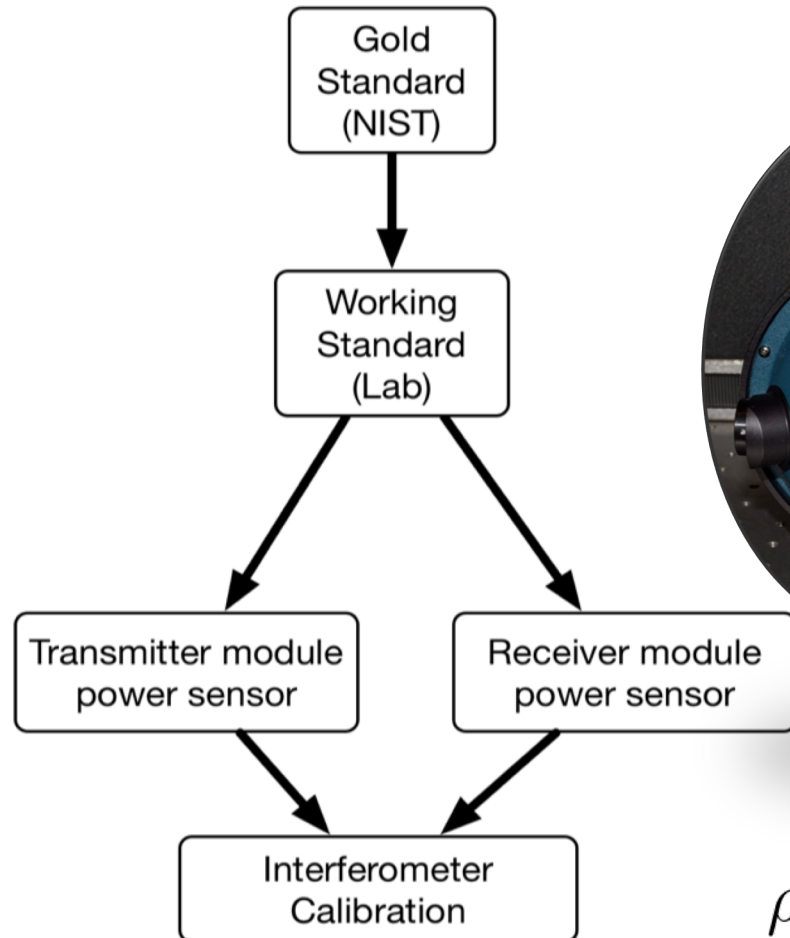 Gold
Standard
(NIST)
Working
Standard
(Lab)
Transmitter module
power sensor
Receiver module
power sensor
Interferometer
Calibration
ρ